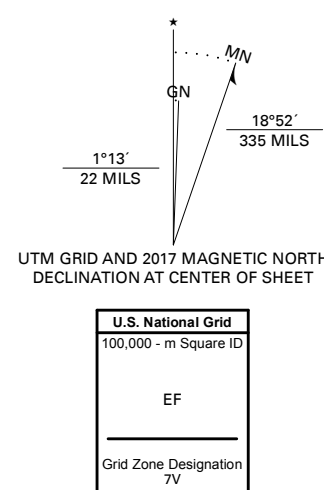 ★
MN
GN
18°52´
335 MILS
1°13´
22 MILS
UTM GRID AND 2017 MAGNETIC NORTH
DECLINATION AT CENTER OF SHEET
U.S. National Grid
100,000 - m Square ID
EF
Grid Zone Designation
7V